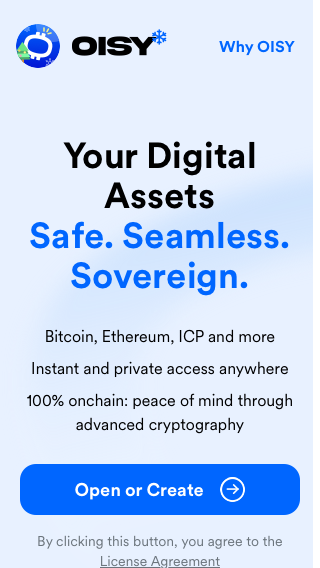 OISY
Why OISY
Your Digital
Assets
Safe. Seamless.
Sovereign.
Bitcoin, Ethereum, ICP and more
Instant and private access anywhere
100% onchain: peace of mind through
advanced cryptography
Open or Create
By clicking this button, you agree to the
License Agreement